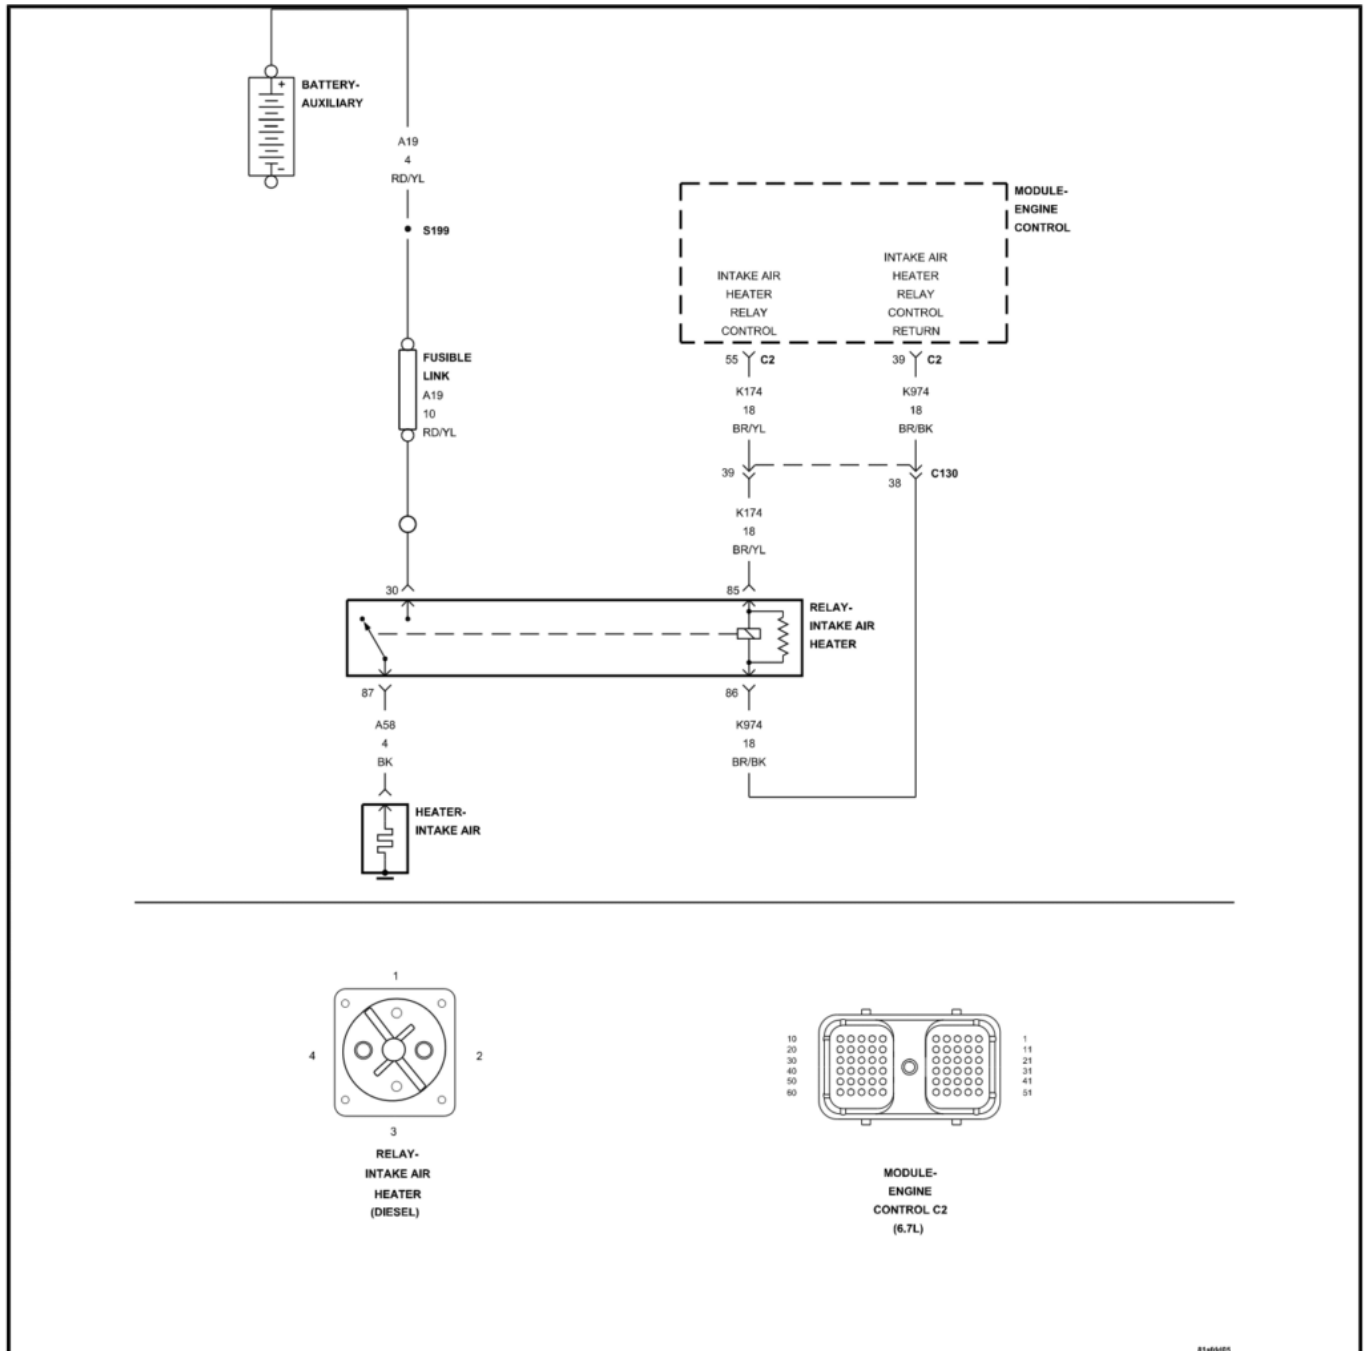 +
BATTERY-
AUXILIARY
-
A19
4
RD/YL
S199
MODULE-
ENGINE
CONTROL
INTAKE AIR
HEATER
RELAY
CONTROL
INTAKE AIR
HEATER
RELAY
CONTROL
RETURN
55
C2
39
C2
FUSIBLE
LINK
A19
10
RD/YL
K174
18
BR/YL
K974
18
BR/BK
39
38
C130
K174
18
BR/YL
30
85
RELAY-
INTAKE AIR
HEATER
87
86
A58
4
BK
K974
18
BR/BK
HEATER-
INTAKE AIR
1
4
2
3
RELAY-
INTAKE AIR
HEATER
(DIESEL)
10
20
30
40
50
60
1
11
21
31
41
51
MODULE-
ENGINE
CONTROL C2
(6.7L)